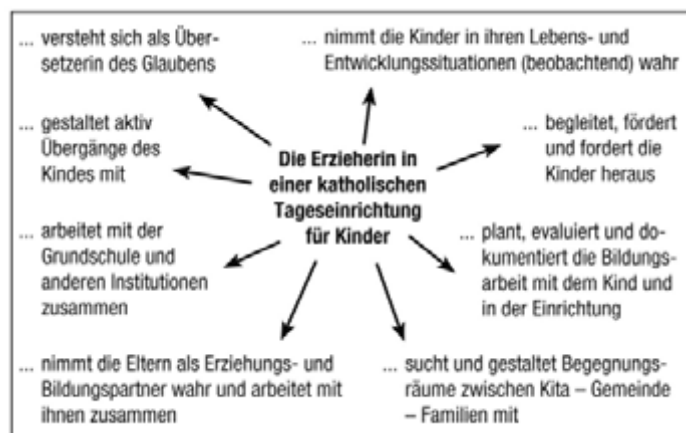 ... versteht sich als Über-
setzerin des Glaubens
... nimmt die Kinder in ihren Lebens- und
Entwicklungssituationen (beobachtend) wahr
... gestaltet aktiv
Übergänge des
Kindes mit
Die Erzieherin in
einer katholischen
Tageseinrichtung
für Kinder
... begleitet, fördert
und fordert die
Kinder heraus
... arbeitet mit der
Grundschule und
anderen Institutionen
zusammen
... plant, evaluiert und do-
kumentiert die Bildungs-
arbeit mit dem Kind und
in der Einrichtung
... nimmt die Eltern als Erziehungs- und
Bildungspartner wahr und arbeitet mit
ihnen zusammen
... sucht und gestaltet Begegnungs-
räume zwischen Kita – Gemeinde
– Familien mit